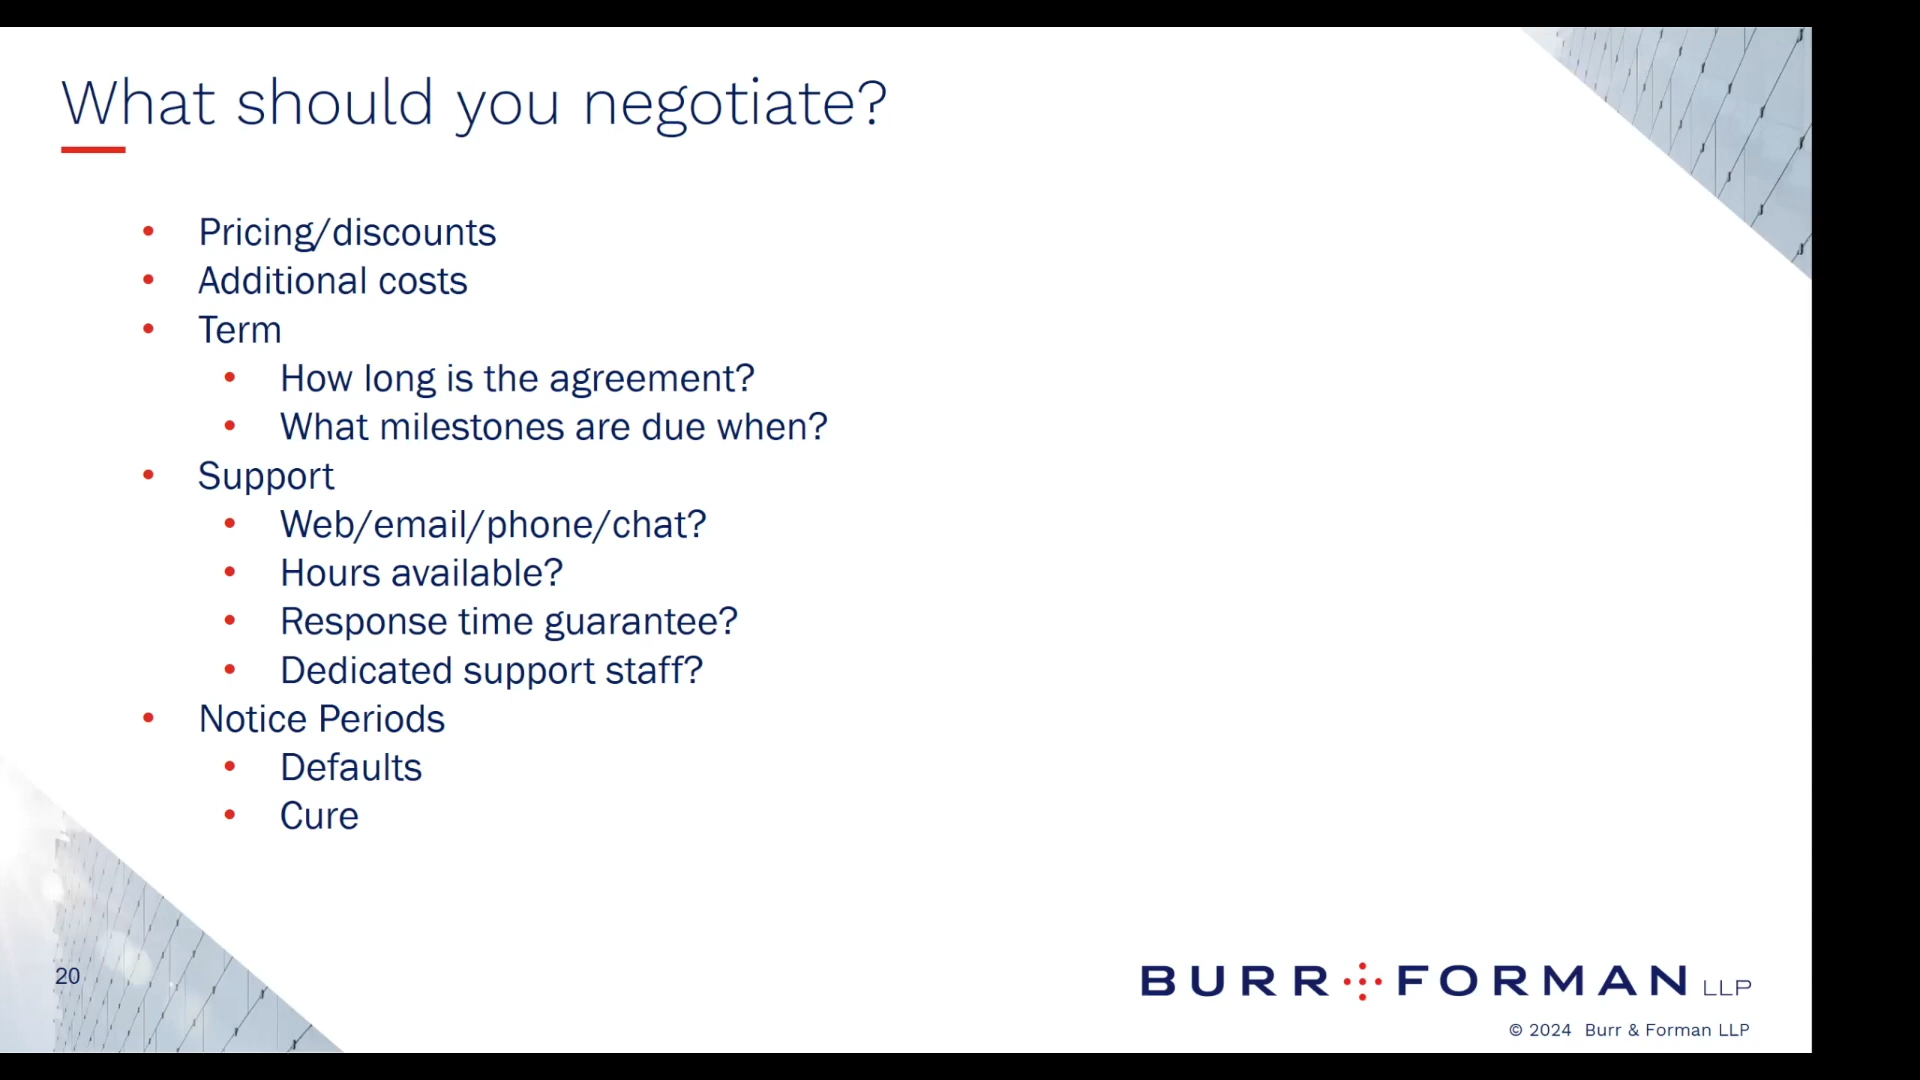 What should you negotiate?
• Pricing/discounts
• Additional costs
• Term
• How long is the agreement?
• What milestones are due when?
• Support
• Web/email/phone/chat?
• Hours available?
• Response time guarantee?
• Dedicated support staff?
• Notice Periods
• Defaults
• Cure
20
BURR FORMAN LLP
© 2024 Burr & Forman LLP